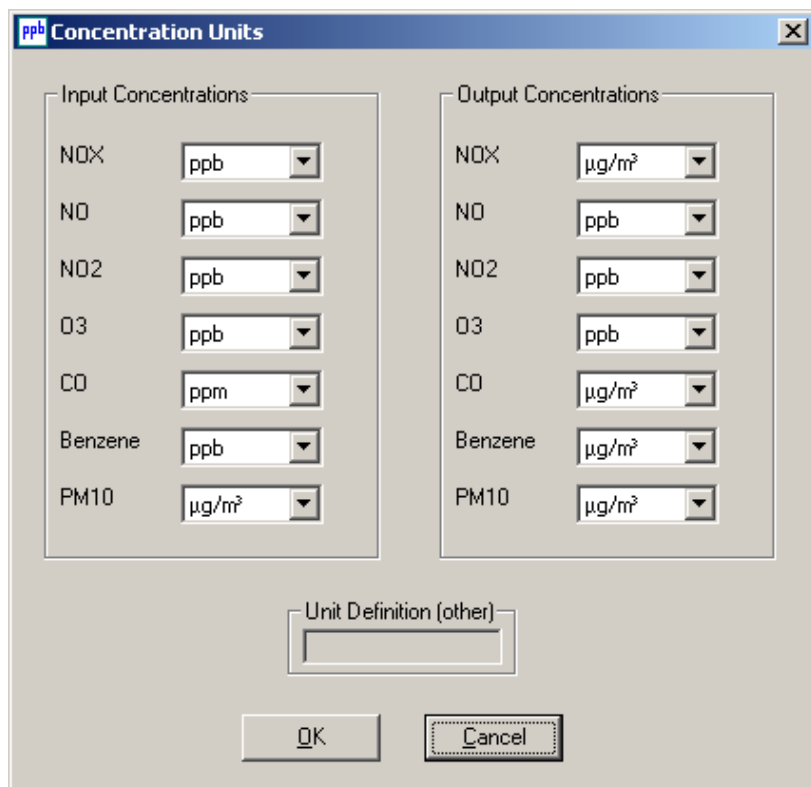 ppb Concentration Units
Input Concentrations
NOX ppb
NO ppb
NO2 ppb
O3 ppb
CO ppm
Benzene ppb
PM10 µg/m³
Output Concentrations
NOX µg/m³
NO ppb
NO2 ppb
O3 ppb
CO µg/m³
Benzene µg/m³
PM10 µg/m³
Unit Definition (other)
OK Cancel